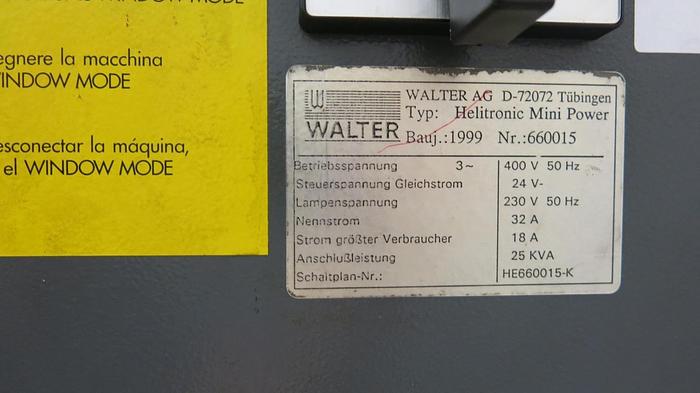 WINDOW MODE
egnere la macchina
WINDOW MODE
esconectar la máquina,
el WINDOW MODE
WALTER
WALTER AG D-72072 Tübingen
Typ: Helitronic Mini Power
Bauj.:1999 Nr.:660015
Betriebsspannung 3~ 400 V 50 Hz
Steuerspannung Gleichstrom 24 V-
Lampenspannung 230 V 50 Hz
Nennstrom 32 A
Strom größter Verbraucher 18 A
Anschlußleistung 25 KVA
Schaltplan-Nr.: HE660015-K